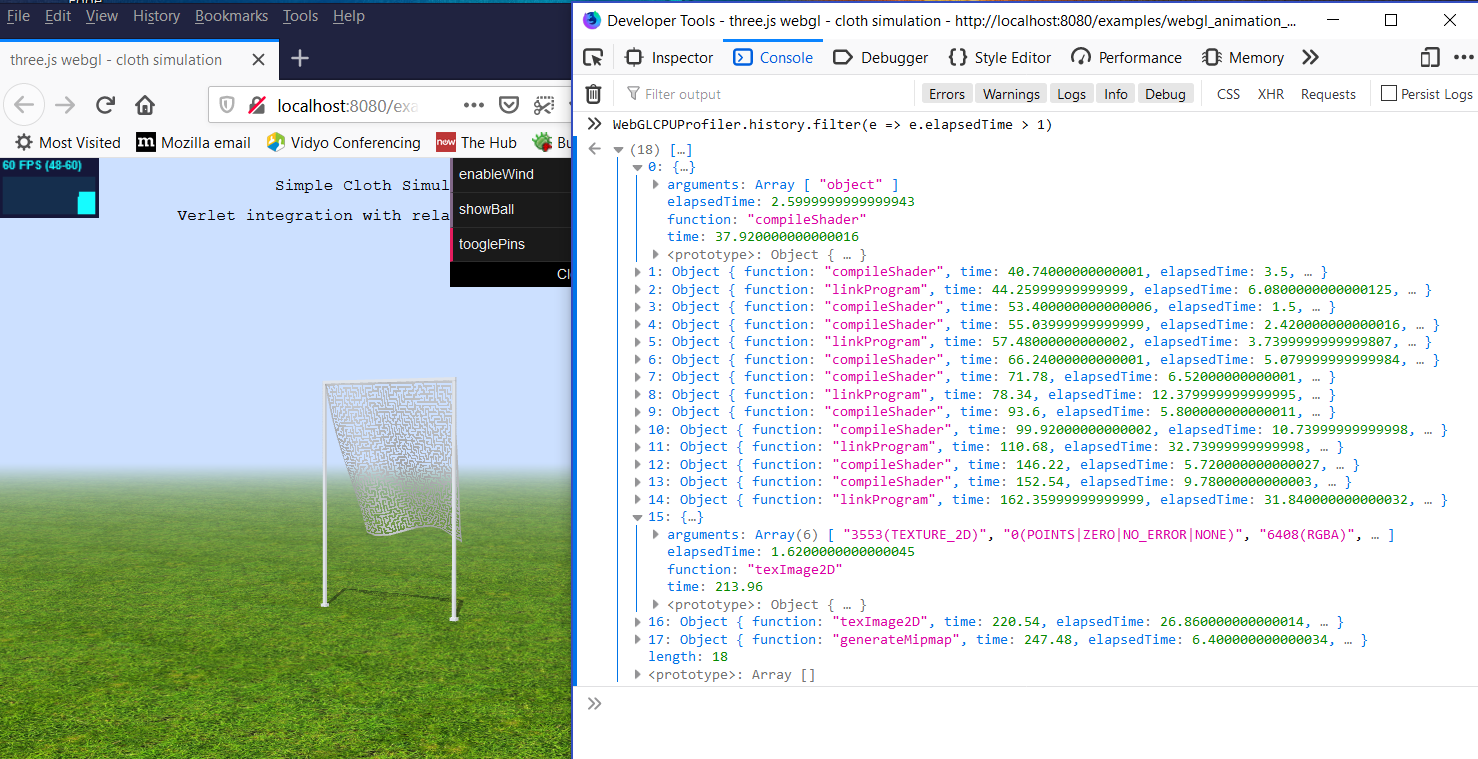 File Edit View History Bookmarks Tools Help
three.js webgl - cloth simulation
localhost:8080/exa
Most Visited m Mozilla email Vidyo Conferencing now The Hub Bu
60 FPS (48-60)
Simple Cloth Simul
Verlet integration with rela
enableWind
showBall
tooglePins
Cl
Developer Tools - three.js webgl - cloth simulation - http://localhost:8080/examples/webgl_animation_...
Inspector Console Debugger {} Style Editor Performance Memory
Filter output Errors Warnings Logs Info Debug CSS XHR Requests Persist Logs
WebGLCPUProfiler.history.filter(e => e.elapsedTime > 1)
(18) […]
0: {…}
arguments: Array [ "object" ]
elapsedTime: 2.5999999999999943
function: "compileShader"
time: 37.920000000000016
<prototype>: Object { … }
1: Object { function: "compileShader", time: 40.74000000000001, elapsedTime: 3.5, … }
2: Object { function: "linkProgram", time: 44.25999999999999, elapsedTime: 6.0800000000000125, … }
3: Object { function: "compileShader", time: 53.400000000000006, elapsedTime: 1.5, … }
4: Object { function: "compileShader", time: 55.03999999999999, elapsedTime: 2.420000000000016, … }
5: Object { function: "linkProgram", time: 57.48000000000002, elapsedTime: 3.7399999999999807, … }
6: Object { function: "compileShader", time: 66.24000000000001, elapsedTime: 5.079999999999984, … }
7: Object { function: "compileShader", time: 71.78, elapsedTime: 6.52000000000001, … }
8: Object { function: "linkProgram", time: 78.34, elapsedTime: 12.379999999999995, … }
9: Object { function: "compileShader", time: 93.6, elapsedTime: 5.800000000000011, … }
10: Object { function: "compileShader", time: 99.92000000000002, elapsedTime: 10.73999999999998, … }
11: Object { function: "linkProgram", time: 110.68, elapsedTime: 32.73999999999998, … }
12: Object { function: "compileShader", time: 146.22, elapsedTime: 5.720000000000027, … }
13: Object { function: "compileShader", time: 152.54, elapsedTime: 9.78000000000003, … }
14: Object { function: "linkProgram", time: 162.35999999999999, elapsedTime: 31.840000000000032, … }
15: {…}
arguments: Array(6) [ "3553(TEXTURE_2D)", "0(POINTS|ZERO|NO_ERROR|NONE)", "6408(RGBA)", … ]
elapsedTime: 1.6200000000000045
function: "texImage2D"
time: 213.96
<prototype>: Object { … }
16: Object { function: "texImage2D", time: 220.54, elapsedTime: 26.860000000000014, … }
17: Object { function: "generateMipmap", time: 247.48, elapsedTime: 6.400000000000034, … }
length: 18
<prototype>: Array []